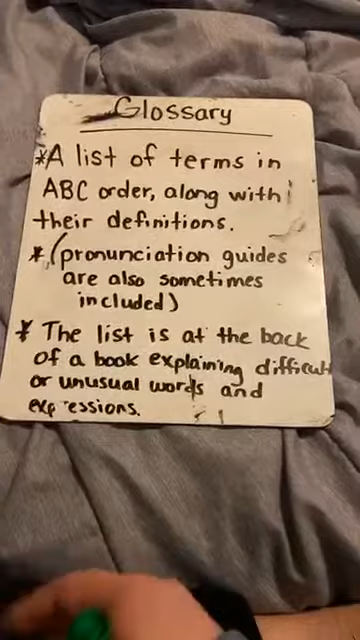 Glossary
*A list of terms in
ABC order, along with
their definitions.
*(pronunciation guides
are also sometimes
included)
* The list is at the back
of a book explaining difficult
or unusual words and
expressions.